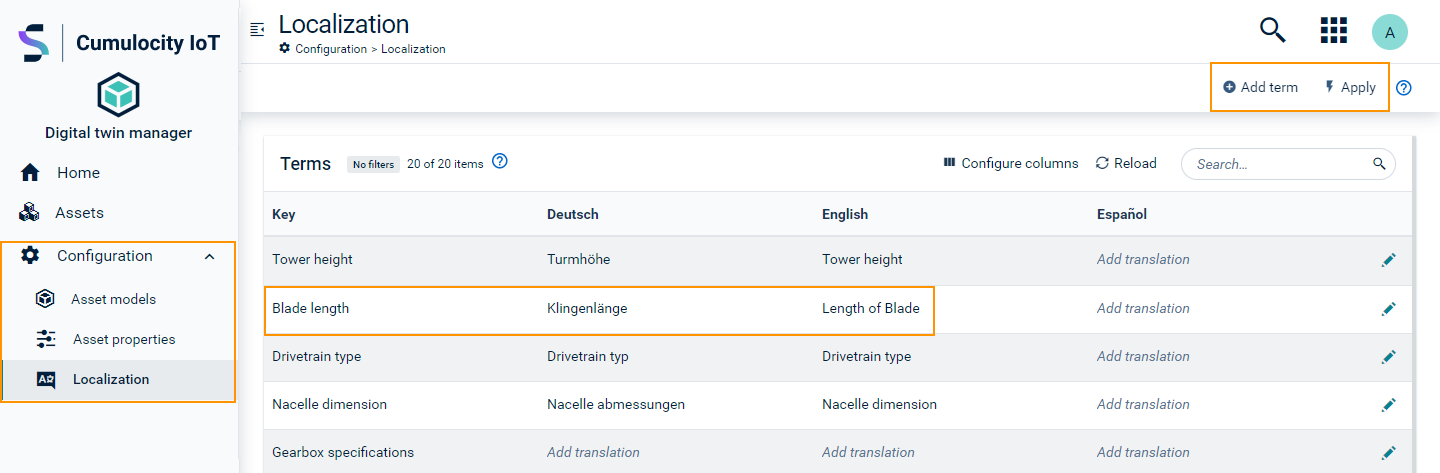 Cumulocity IoT
Digital twin manager
Home
Assets
Configuration
Asset models
Asset properties
Localization
Localization
Configuration > Localization
A
Add term Apply
Terms No filters 20 of 20 items Configure columns Reload Search...
Key Deutsch English Español
Tower height Turmhöhe Tower height Add translation
Blade length Klingenlänge Length of Blade Add translation
Drivetrain type Drivetrain typ Drivetrain type Add translation
Nacelle dimension Nacelle abmessungen Nacelle dimension Add translation
Gearbox specifications Add translation Add translation Add translation